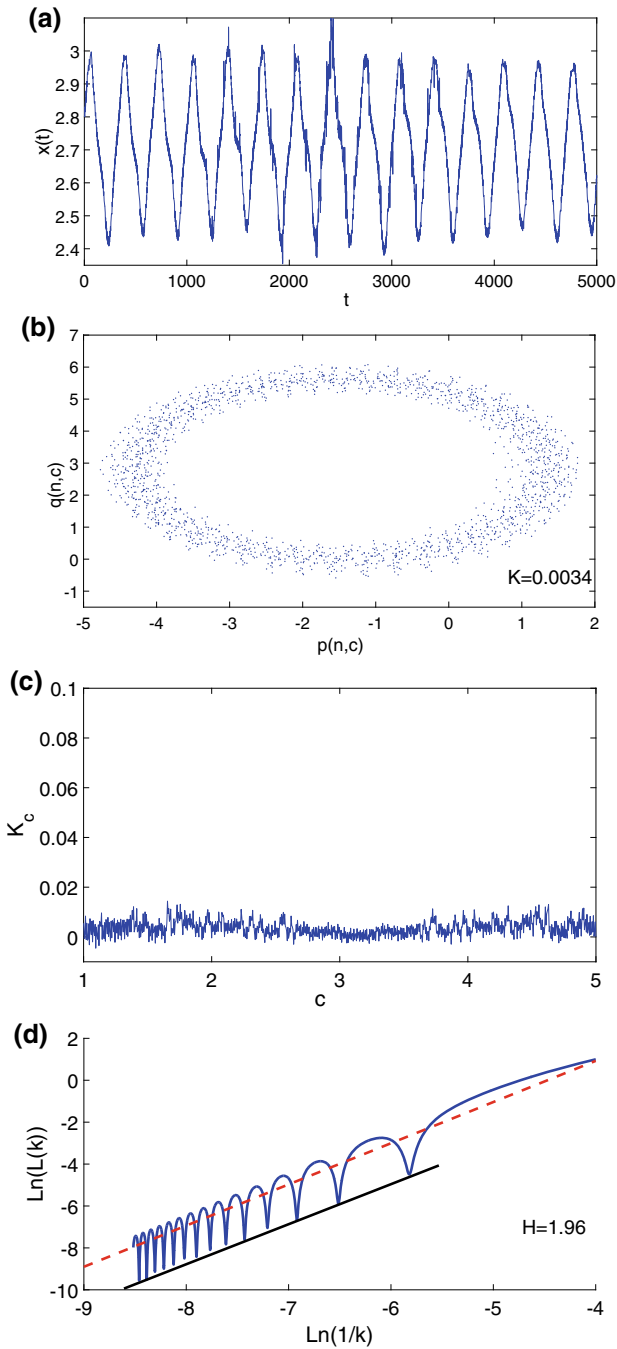 (a)
3
2.9
2.8
2.7
2.6
2.5
2.4
x(t)
0 1000 2000 3000 4000 5000
t
(b)
7
6
5
4
3
2
1
0
-1
q(n,c)
K=0.0034
-5 -4 -3 -2 -1 0 1 2
p(n,c)
(c)
0.1
0.08
0.06
0.04
0.02
0
K_c
1 2 3 4 5
c
(d)
2
0
-2
-4
-6
-8
-10
Ln(L(k))
H=1.96
-9 -8 -7 -6 -5 -4
Ln(1/k)